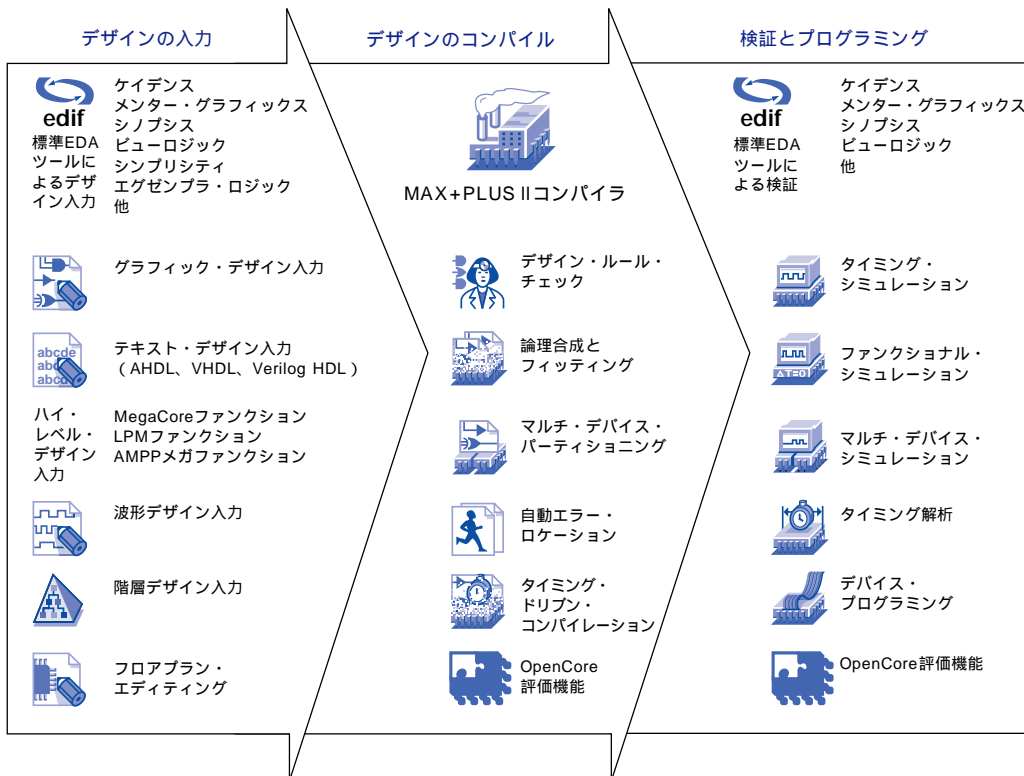 デザインの入力
edif
標準EDA
ツールに
よるデザ
イン入力
ケイデンス
メンター・グラフィックス
シノプシス
ビューロジック
シンプリシティ
エグゼンプラ・ロジック
他
グラフィック・デザイン入力
abcde
abc
abcd
テキスト・デザイン入力
（AHDL、VHDL、Verilog HDL）
ハイ・
レベル・
デザイン
入力
MegaCoreファンクション
LPMファンクション
AMPPメガファンクション
波形デザイン入力
階層デザイン入力
フロアプラン・
エディティング
デザインのコンパイル
MAX+PLUS IIコンパイラ
デザイン・ルール・
チェック
論理合成と
フィッティング
マルチ・デバイス・
パーティショニング
自動エラー・
ロケーション
タイミング・
ドリブン・
コンパイレーション
OpenCore
評価機能
検証とプログラミング
edif
標準EDA
ツールに
よる検証
ケイデンス
メンター・グラフィックス
シノプシス
ビューロジック
他
タイミング・
シミュレーション
ΔT=0
ファンクショナル・
シミュレーション
マルチ・デバイス・
シミュレーション
タイミング解析
デバイス・
プログラミング
OpenCore評価機能